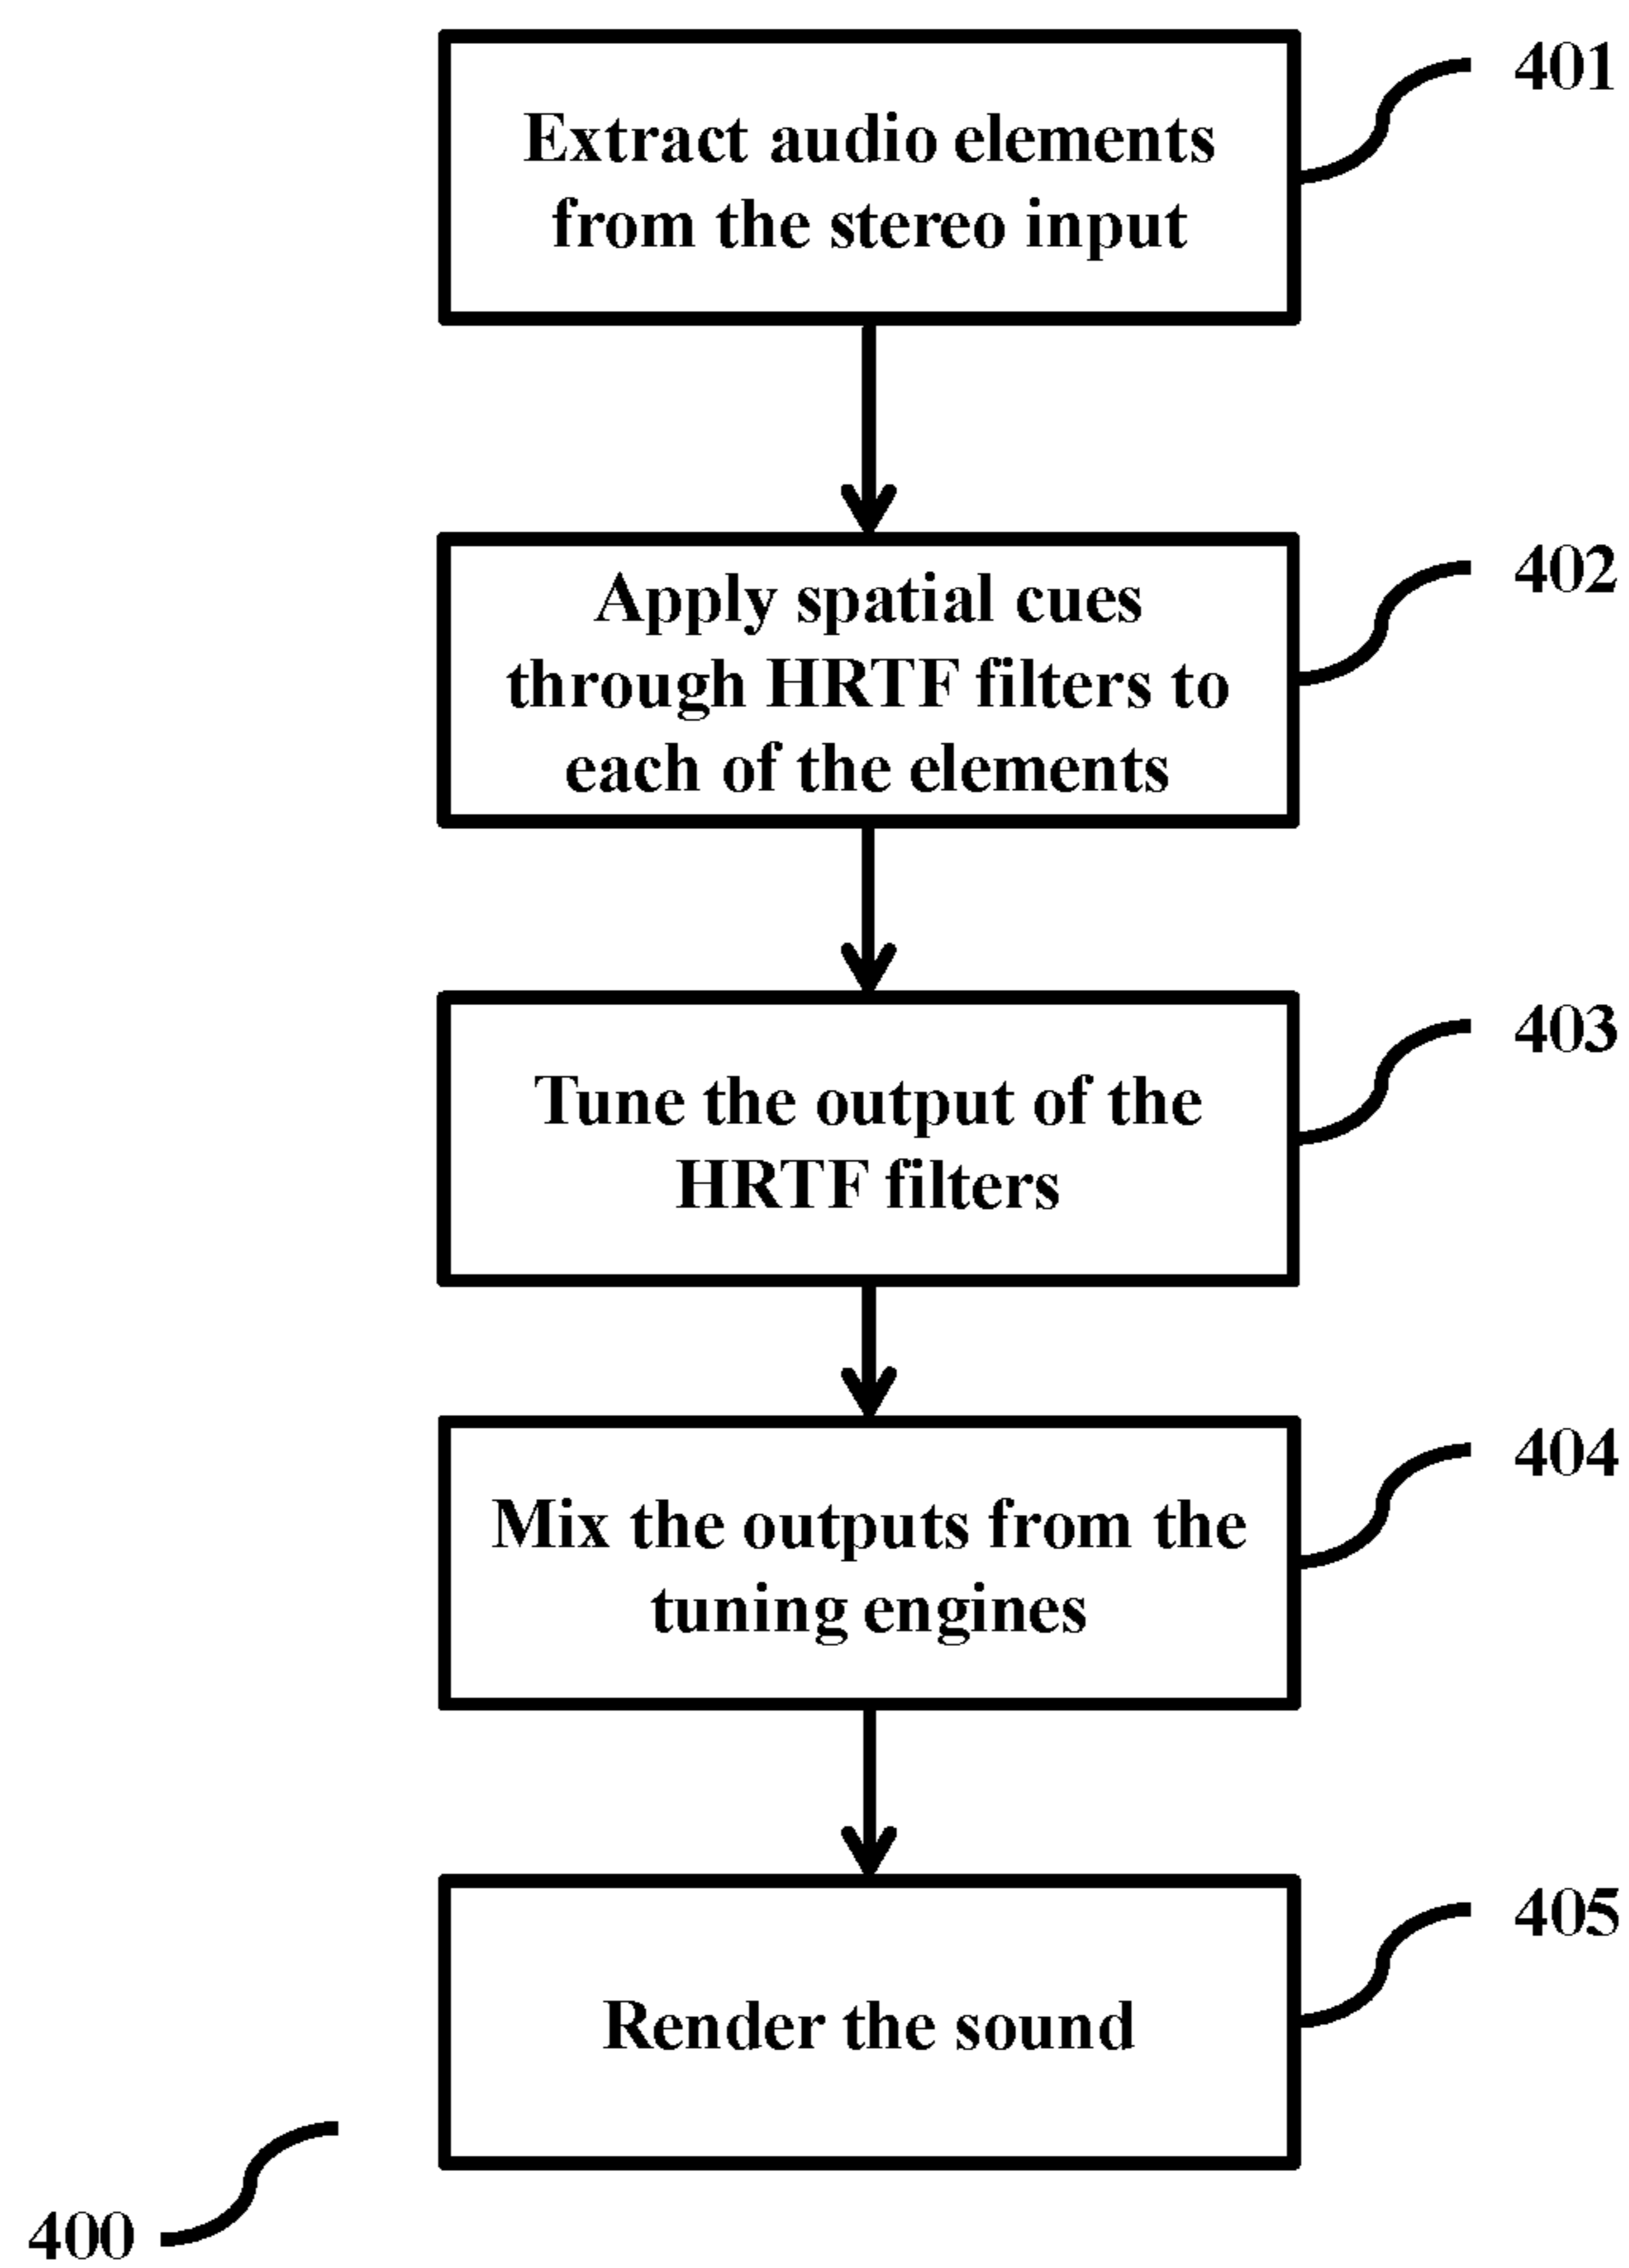 Extract audio elements
from the stereo input
401
Apply spatial cues
through HRTF filters to
each of the elements
402
Tune the output of the
HRTF filters
403
Mix the outputs from the
tuning engines
404
Render the sound
405
400